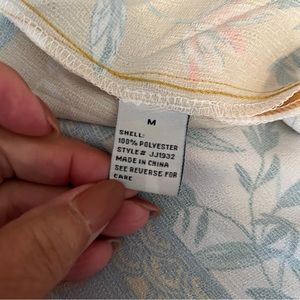 M
SHELL:
100% POLYESTER
STYLE# JJ1932
MADE IN CHINA
SEE REVERSE FOR
CARE